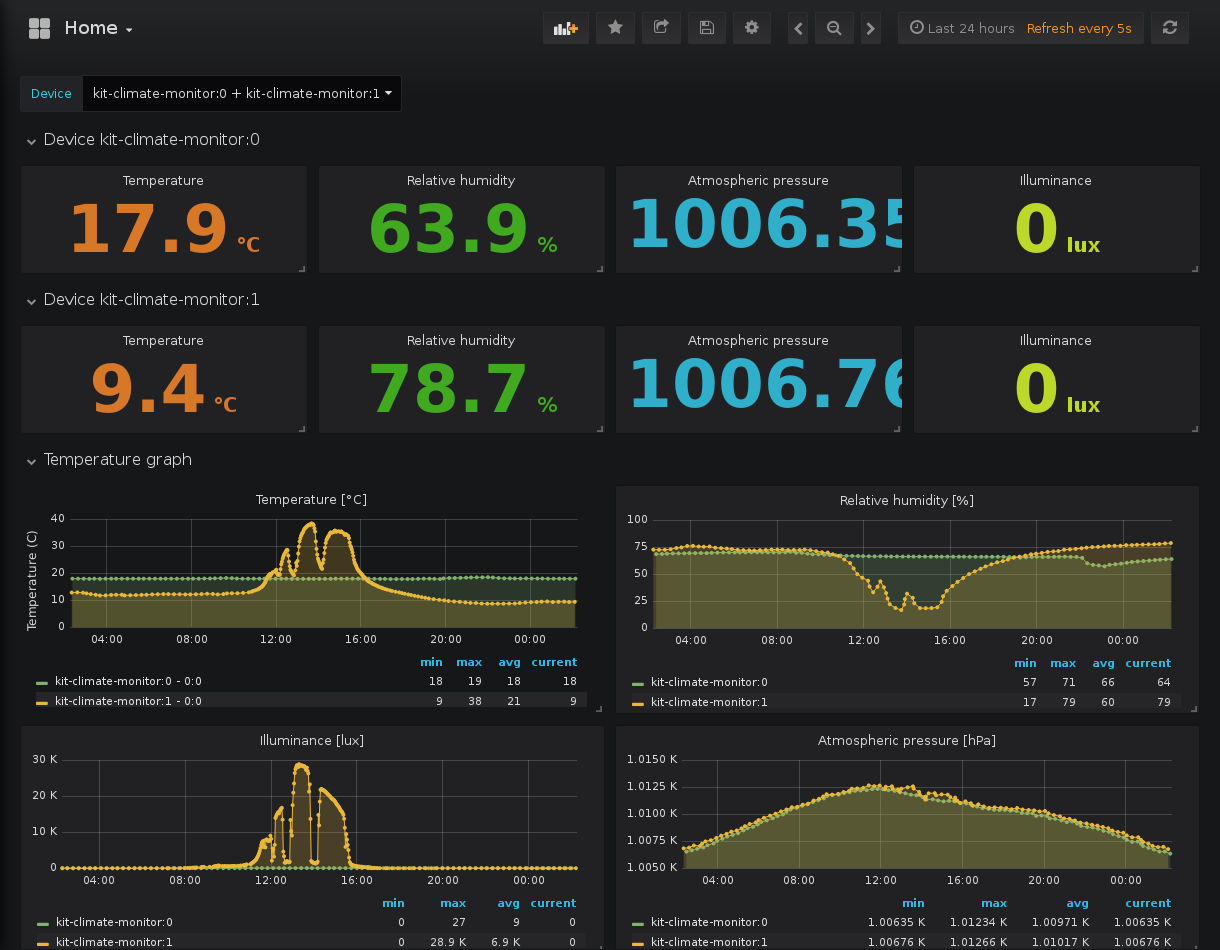 Home
Last 24 hours Refresh every 5s
Device kit-climate-monitor:0 + kit-climate-monitor:1
Device kit-climate-monitor:0
Temperature Relative humidity Atmospheric pressure Illuminance
17.9 °C 63.9 % 1006.35 0 lux
Device kit-climate-monitor:1
Temperature Relative humidity Atmospheric pressure Illuminance
9.4 °C 78.7 % 1006.76 0 lux
Temperature graph
Temperature [°C]
Temperature (C)
40
30
20
10
0
04:00 08:00 12:00 16:00 20:00 00:00
min max avg current
kit-climate-monitor:0 - 0:0 18 19 18 18
kit-climate-monitor:1 - 0:0 9 38 21 9
Relative humidity [%]
100
75
50
25
0
04:00 08:00 12:00 16:00 20:00 00:00
min max avg current
kit-climate-monitor:0 57 71 66 64
kit-climate-monitor:1 17 79 60 79
Illuminance [lux]
30 K
20 K
10 K
0
04:00 08:00 12:00 16:00 20:00 00:00
min max avg current
kit-climate-monitor:0 0 27 9 0
kit-climate-monitor:1 0 28.9 K 6.9 K 0
Atmospheric pressure [hPa]
1.0150 K
1.0125 K
1.0100 K
1.0075 K
1.0050 K
04:00 08:00 12:00 16:00 20:00 00:00
min max avg current
kit-climate-monitor:0 1.00635 K 1.01234 K 1.00971 K 1.00635 K
kit-climate-monitor:1 1.00676 K 1.01266 K 1.01017 K 1.00676 K